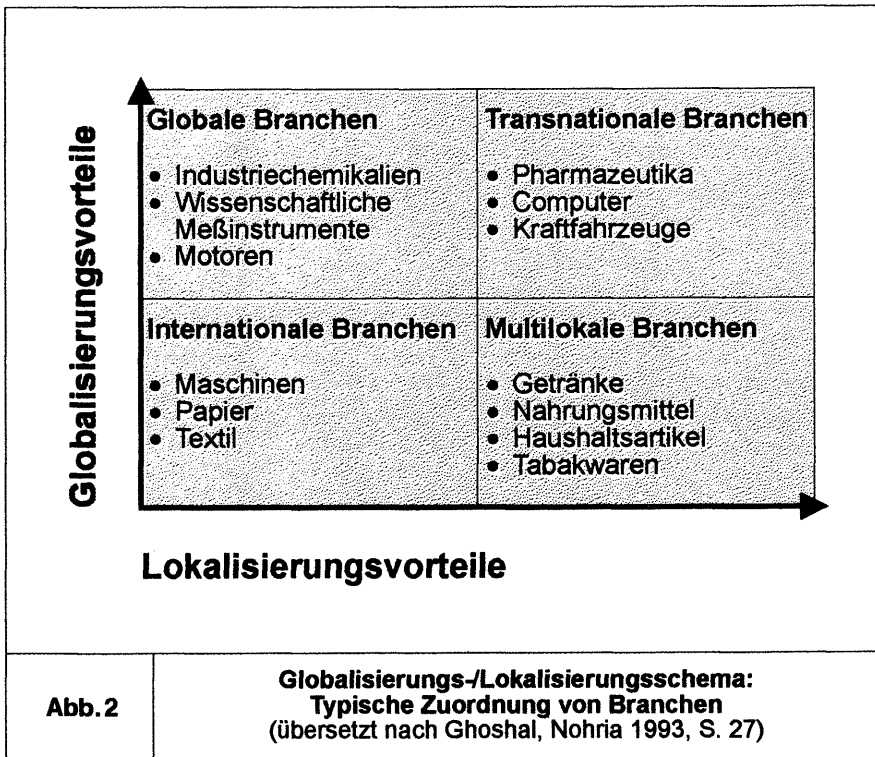 Globalisierungsvorteile
Globale Branchen
• Industriechemikalien
• Wissenschaftliche
Meßinstrumente
• Motoren
Transnationale Branchen
• Pharmazeutika
• Computer
• Kraftfahrzeuge
Internationale Branchen
• Maschinen
• Papier
• Textil
Multilokale Branchen
• Getränke
• Nahrungsmittel
• Haushaltsartikel
• Tabakwaren
Lokalisierungsvorteile
Abb.2
Globalisierungs-/Lokalisierungsschema:
Typische Zuordnung von Branchen
(übersetzt nach Ghoshal, Nohria 1993, S. 27)